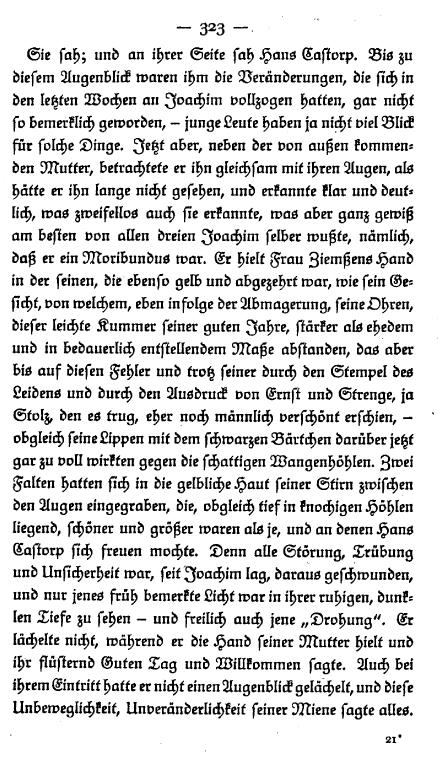 — 323 —
Sie sah; und an ihrer Seite sah Hans Castorp. Bis zu
diesem Augenblick waren ihm die Veränderungen, die sich in
den letzten Wochen an Joachim vollzogen hatten, gar nicht
so bemerklich geworden, – junge Leute haben ja nicht viel Blick
für solche Dinge. Jetzt aber, neben der von außen kommen-
den Mutter, betrachtete er ihn gleichsam mit ihren Augen, als
hätte er ihn lange nicht gesehen, und erkannte klar und deut-
lich, was zweifellos auch sie erkannte, was aber ganz gewiß
am besten von allen dreien Joachim selber wußte, nämlich,
daß er ein Moribundus war. Er hielt Frau Ziemßens Hand
in der seinen, die ebenso gelb und abgezehrt war, wie sein Ge-
sicht, von welchem, eben infolge der Abmagerung, seine Ohren,
dieser leichte Kummer seiner guten Jahre, stärker als ehedem
und in bedauerlich entstellendem Maße abstanden, das aber
bis auf diesen Fehler und trotz seiner durch den Stempel des
Leidens und durch den Ausdruck von Ernst und Strenge, ja
Stolz, den es trug, eher noch männlich verschönt erschien, –
obgleich seine Lippen mit dem schwarzen Bärtchen darüber jetzt
gar zu voll wirkten gegen die schattigen Wangenhöhlen. Zwei
Falten hatten sich in die gelbliche Haut seiner Stirn zwischen
den Augen eingegraben, die, obgleich tief in knochigen Höhlen
liegend, schöner und größer waren als je, und an denen Hans
Castorp sich freuen mochte. Denn alle Störung, Trübung
und Unsicherheit war, seit Joachim lag, daraus geschwunden,
und nur jenes früh bemerkte Licht war in ihrer ruhigen, dunk-
len Tiefe zu sehen – und freilich auch jene „Drohung“. Er
lächelte nicht, während er die Hand seiner Mutter hielt und
ihr flüsternd Guten Tag und Willkommen sagte. Auch bei
ihrem Eintritt hatte er nicht einen Augenblick gelächelt, und diese
Unbeweglichkeit, Unveränderlichkeit seiner Miene sagte alles.
21*